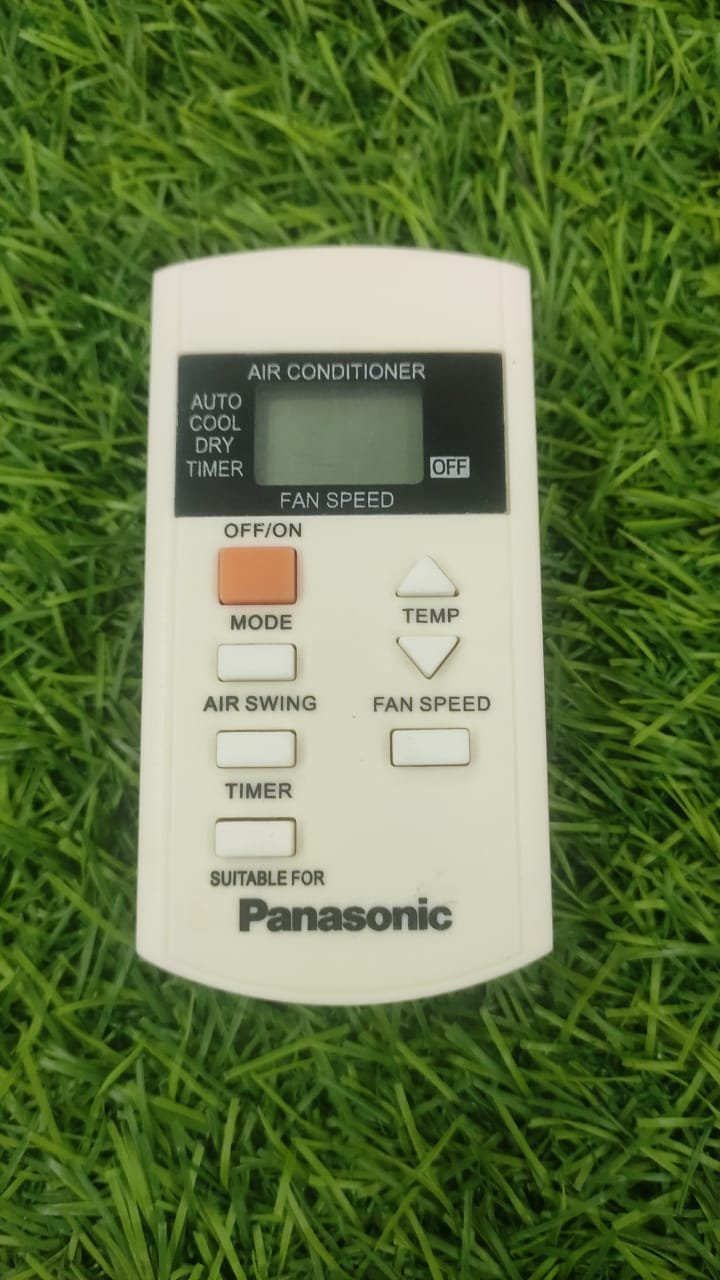 AIR CONDITIONER
AUTO
COOL
DRY
TIMER
OFF
FAN SPEED
OFF/ON
MODE
TEMP
AIR SWING
FAN SPEED
TIMER
SUITABLE FOR
Panasonic